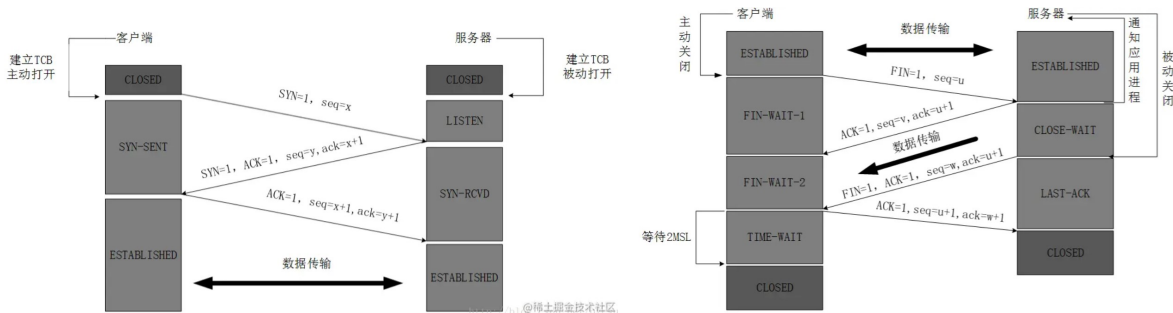 客户端
服务器
建立TCB
主动打开
建立TCB
被动打开
CLOSED
CLOSED
SYN=1, seq=x
LISTEN
SYN-SENT
SYN=1, ACK=1, seq=y,ack=x+1
SYN-RCVD
ACK=1, seq=x+1,ack=y+1
ESTABLISHED
数据传输
ESTABLISHED
@稀土掘金技术社区
客户端
服务器
主动关闭
数据传输
通知应用进程
被动关闭
ESTABLISHED
ESTABLISHED
FIN=1, seq=u
FIN-WAIT-1
ACK=1,seq=v,ack=u+1
CLOSE-WAIT
数据传输
FIN-WAIT-2
FIN=1, ACK=1, seq=w,ack=u+1
LAST-ACK
ACK=1,seq=u+1,ack=w+1
等待2MSL
TIME-WAIT
CLOSED
CLOSED